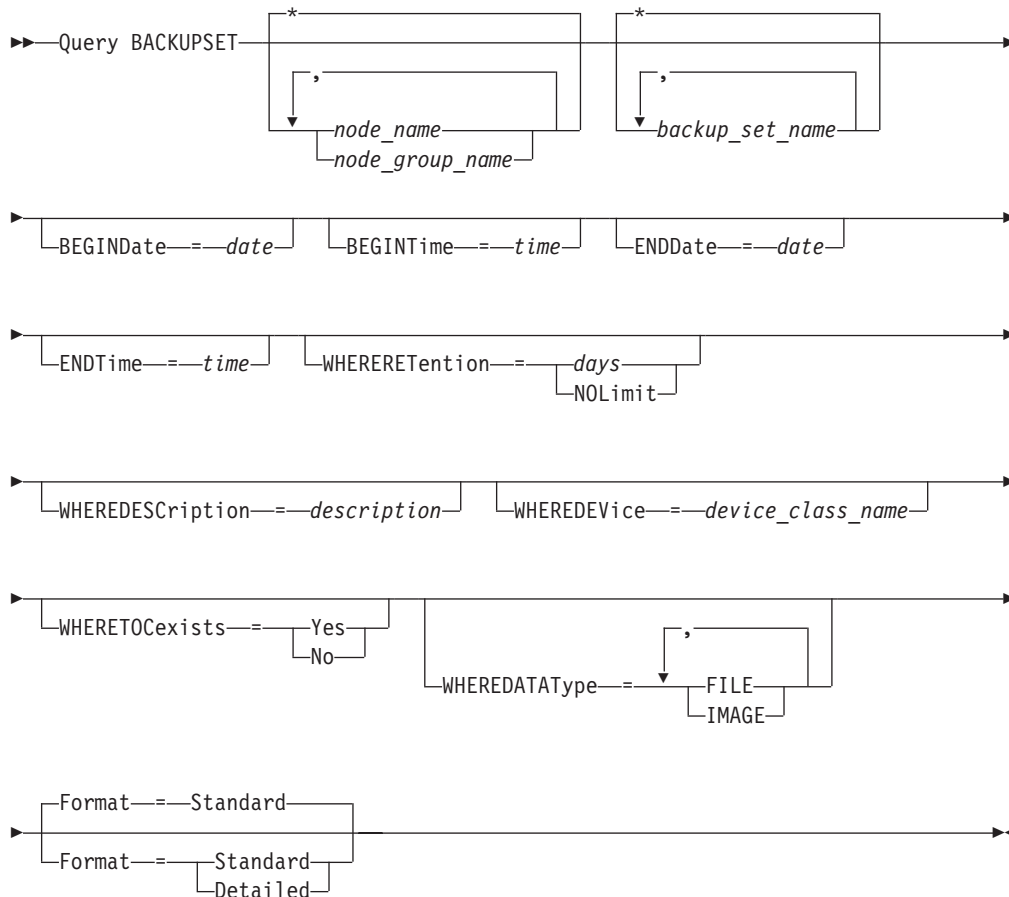 *
*
Query BACKUPSET
,
,
node_name
backup_set_name
node_group_name
BEGINDate = date
BEGINTime = time
ENDDate = date
ENDTime = time
WHERERETention = days
NOLimit
WHEREDESCription = description
WHEREDEVice = device_class_name
WHERETOCexists = Yes
No
,
WHEREDATAType = FILE
IMAGE
Format = Standard
Format = Standard
Detailed